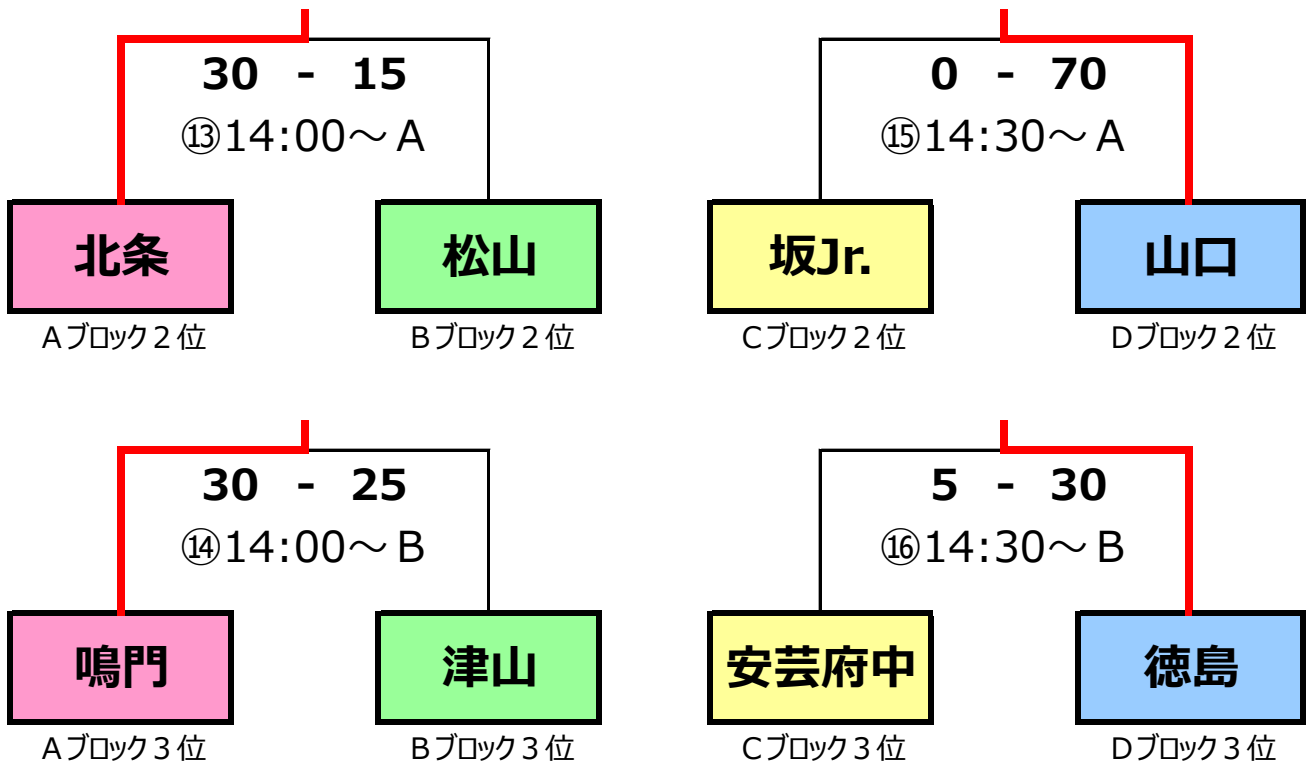 30 - 15
⑬14:00～A
北条
松山
Aブロック2位
Bブロック2位
0 - 70
⑮14:30～A
坂Jr.
山口
Cブロック2位
Dブロック2位
30 - 25
⑭14:00～B
鳴門
津山
Aブロック3位
Bブロック3位
5 - 30
⑯14:30～B
安芸府中
徳島
Cブロック3位
Dブロック3位